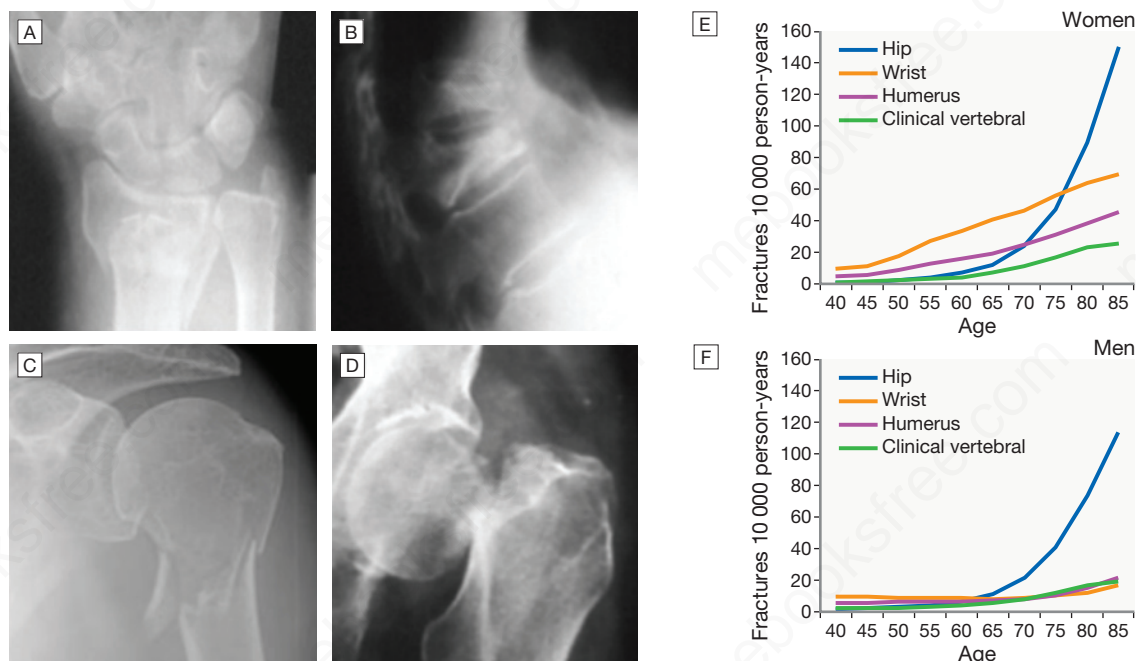 A
B
C
D
E
Women
Fractures 10 000 person-years
160
140
120
100
80
60
40
20
0
Hip
Wrist
Humerus
Clinical vertebral
40 45 50 55 60 65 70 75 80 85
Age
F
Men
Fractures 10 000 person-years
160
140
120
100
80
60
40
20
0
Hip
Wrist
Humerus
Clinical vertebral
40 45 50 55 60 65 70 75 80 85
Age
mebooksfree.com